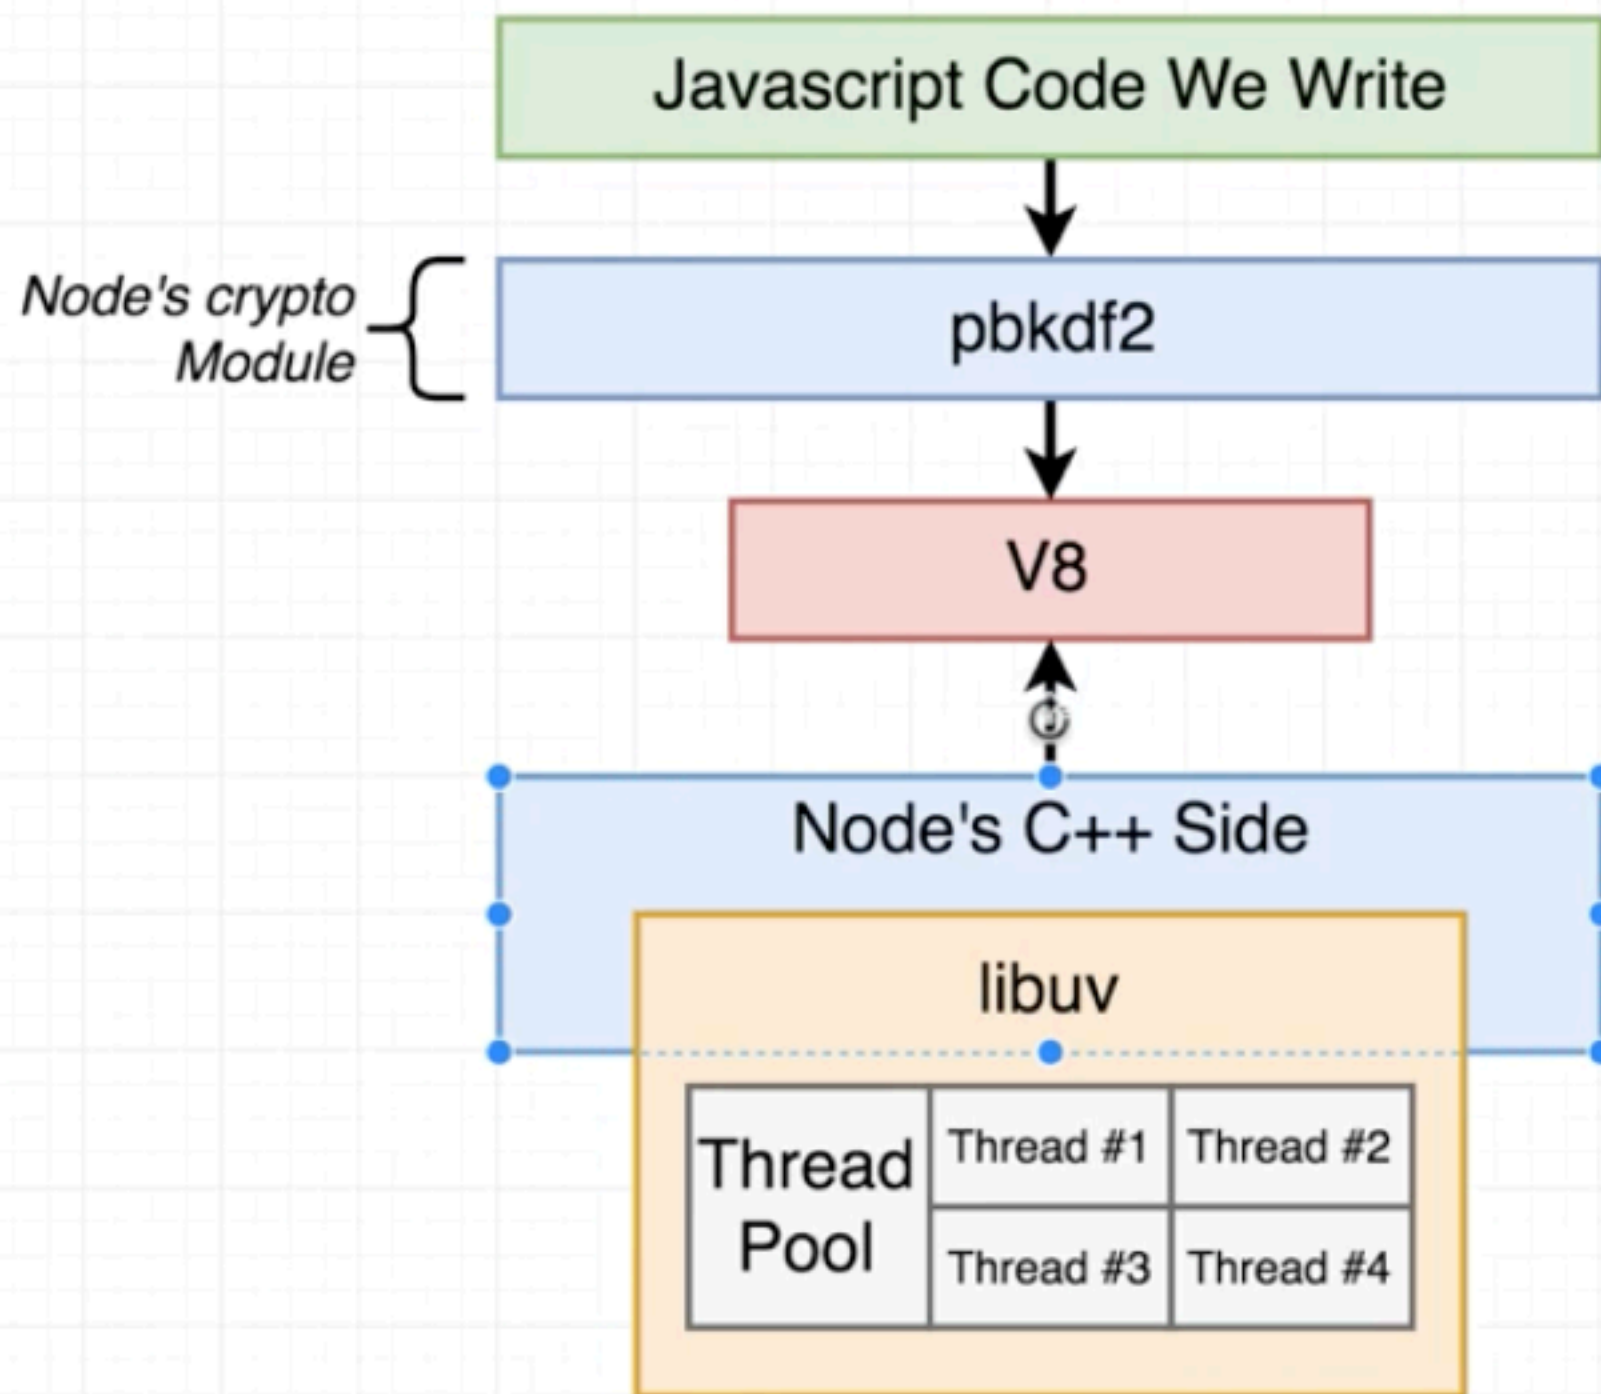 Javascript Code We Write
Node's crypto
Module
pbkdf2
V8
Node's C++ Side
libuv
Thread
Pool
Thread #1
Thread #2
Thread #3
Thread #4